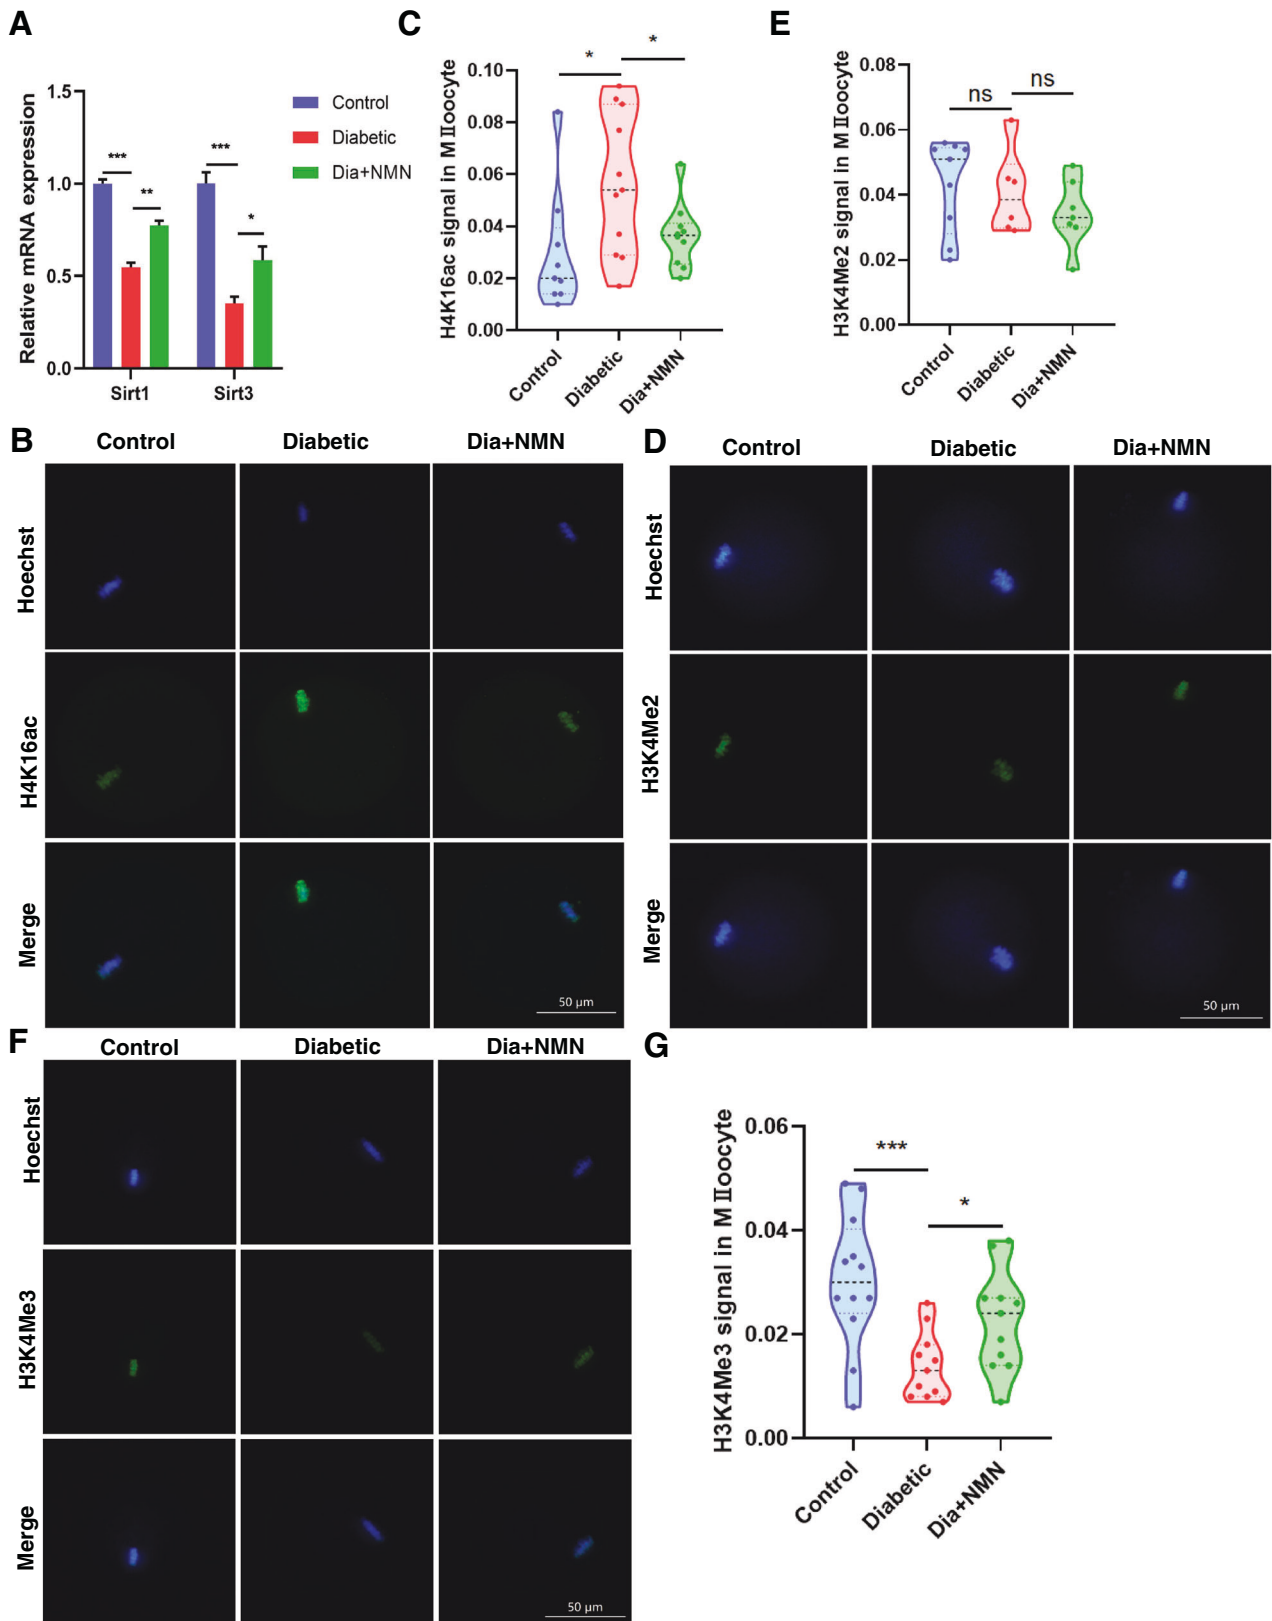 A
Relative mRNA expression
1.5
1.0
0.5
0.0
***
**
***
*
Sirt1
Sirt3
Control
Diabetic
Dia+NMN
C
H4K16ac signal in MⅡoocyte
0.10
0.08
0.06
0.04
0.02
0.00
*
*
Control
Diabetic
Dia+NMN
E
H3K4Me2 signal in MⅡoocyte
0.08
0.06
0.04
0.02
0.00
ns
ns
Control
Diabetic
Dia+NMN
B
Control
Diabetic
Dia+NMN
Hoechst
H4K16ac
Merge
50 μm
D
Control
Diabetic
Dia+NMN
Hoechst
H3K4Me2
Merge
50 μm
F
Control
Diabetic
Dia+NMN
Hoechst
H3K4Me3
Merge
50 μm
G
H3K4Me3 signal in MⅡoocyte
0.06
0.04
0.02
0.00
***
*
Control
Diabetic
Dia+NMN